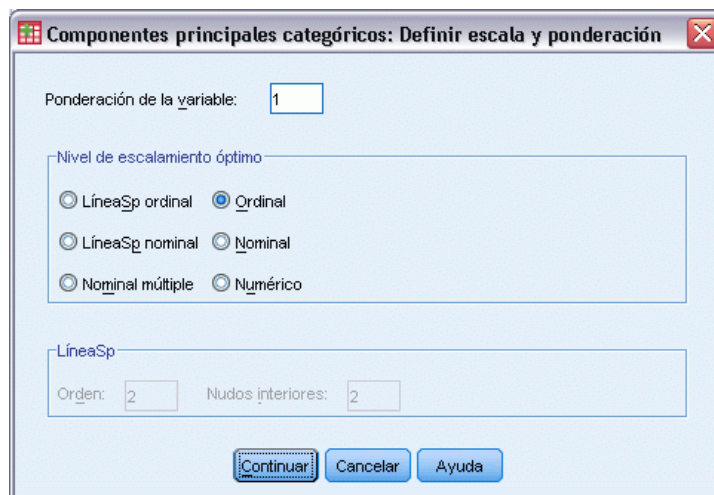 Componentes principales categóricos: Definir escala y ponderación
Ponderación de la variable: 1
Nivel de escalamiento óptimo
LíneaSp ordinal Ordinal
LíneaSp nominal Nominal
Nominal múltiple Numérico
LíneaSp
Orden: 2 Nudos interiores: 2
Continuar Cancelar Ayuda